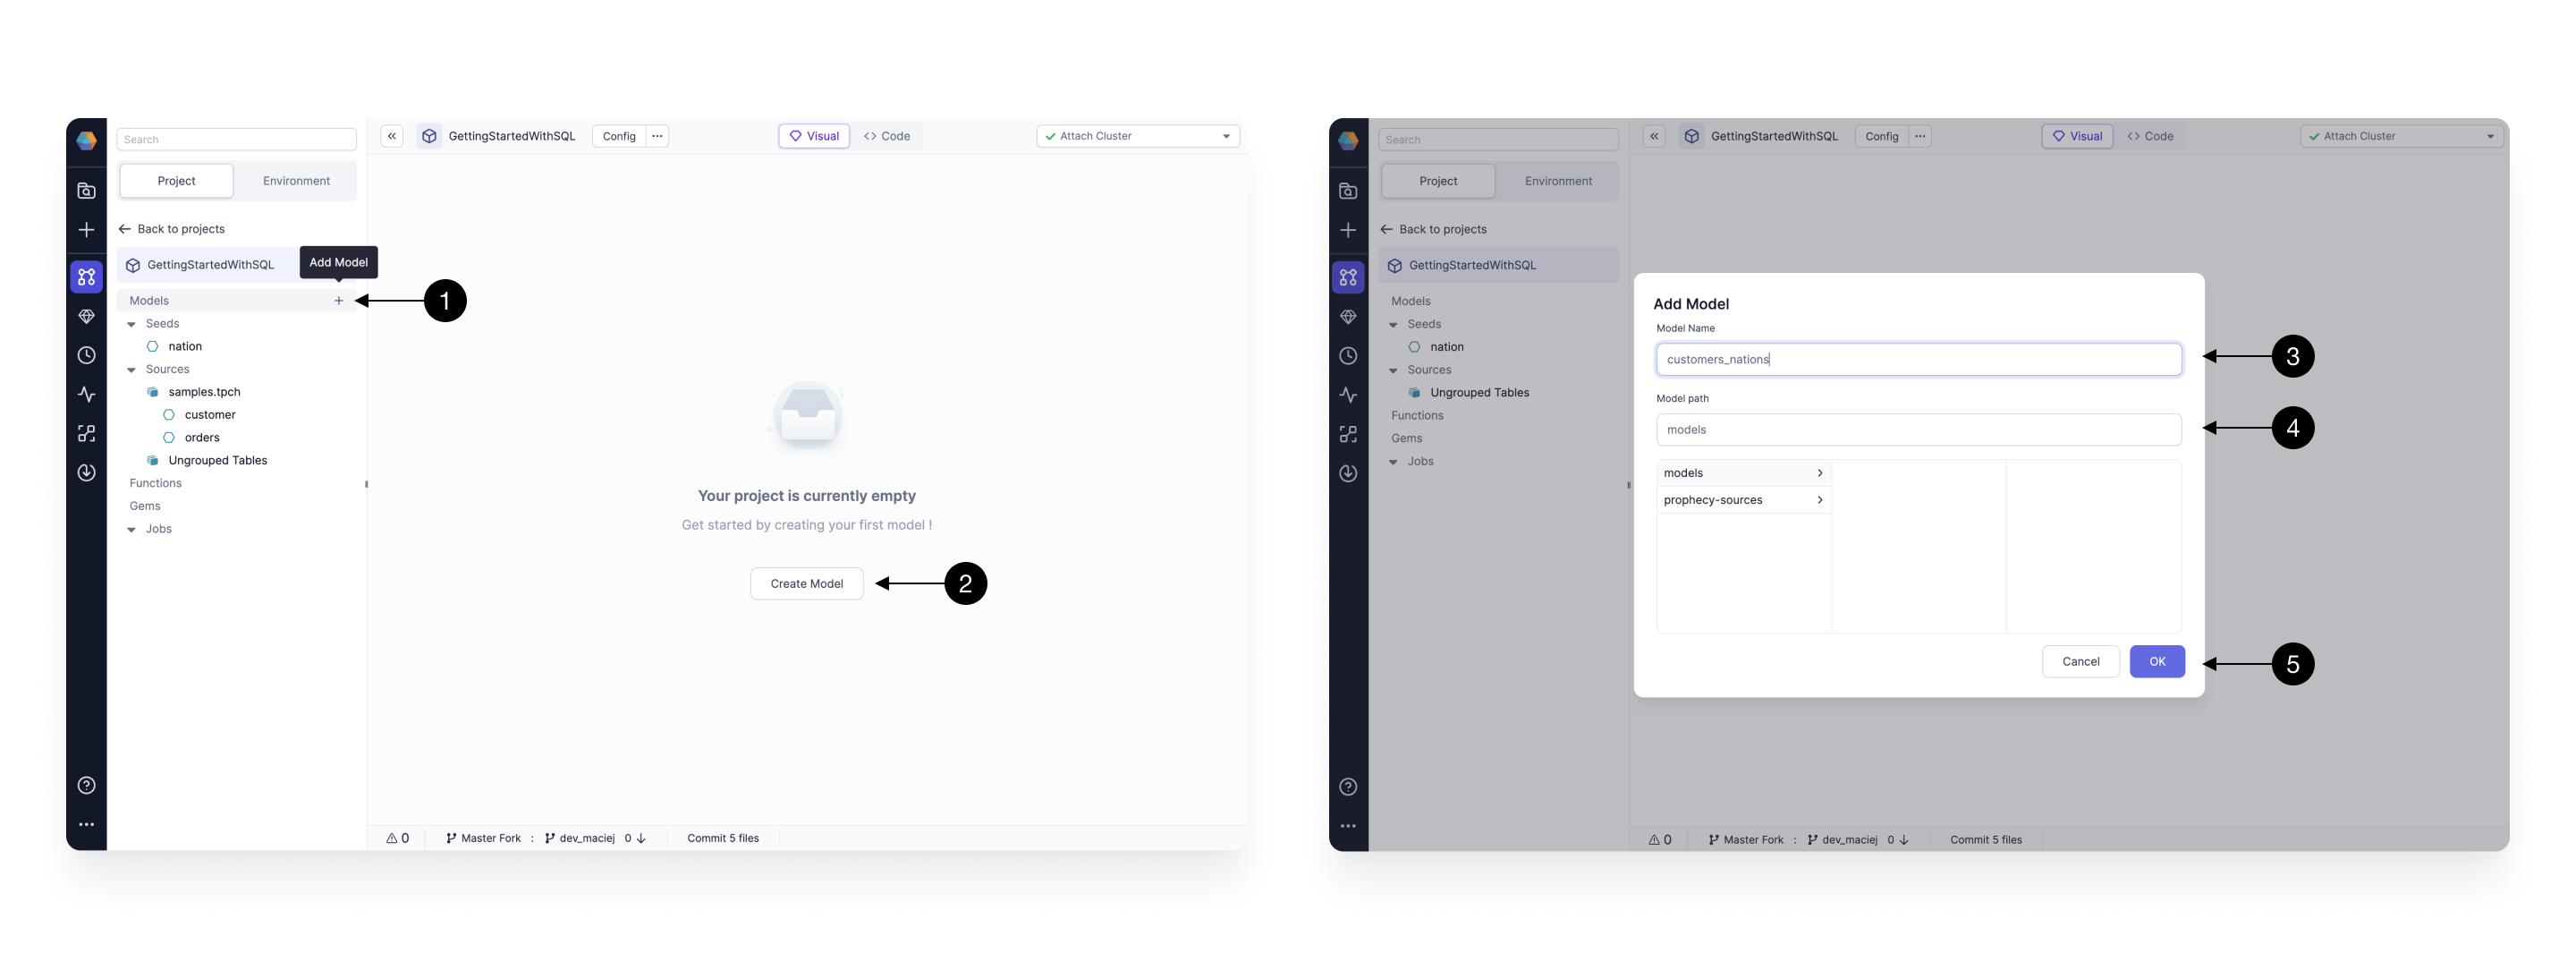 Search
Project Environment
Back to projects
GettingStartedWithSQL
Add Model
Models
Seeds
nation
Sources
samples.tpch
customer
orders
Ungrouped Tables
Functions
Gems
Jobs
GettingStartedWithSQL Config ... Visual <> Code Attach Cluster
1
Your project is currently empty
Get started by creating your first model !
Create Model
2
0 Master Fork : dev_maciej 0 Commit 5 files
Search
Project Environment
Back to projects
GettingStartedWithSQL
Models
Seeds
nation
Sources
Ungrouped Tables
Functions
Gems
Jobs
GettingStartedWithSQL Config ... Visual <> Code Attach Cluster
Add Model
Model Name
customers_nations
3
Model path
models
4
models
prophecy-sources
Cancel OK
5
0 Master Fork : dev_maciej 0 Commit 5 files